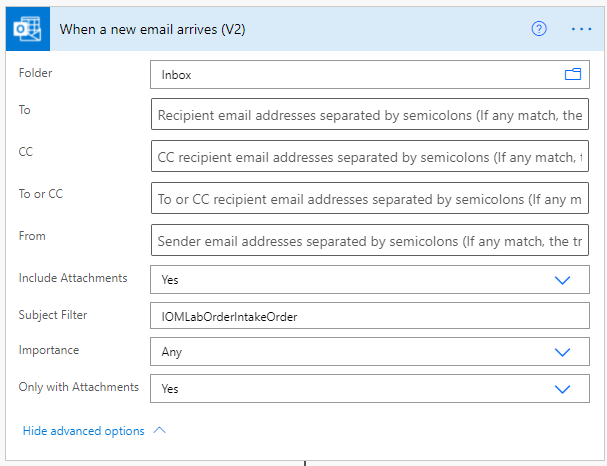 When a new email arrives (V2)
Folder
Inbox
To
Recipient email addresses separated by semicolons (If any match, the
CC
CC recipient email addresses separated by semicolons (If any match,
To or CC
To or CC recipient email addresses separated by semicolons (If any m
From
Sender email addresses separated by semicolons (If any match, the tr
Include Attachments
Yes
Subject Filter
IOMLabOrderIntakeOrder
Importance
Any
Only with Attachments
Yes
Hide advanced options